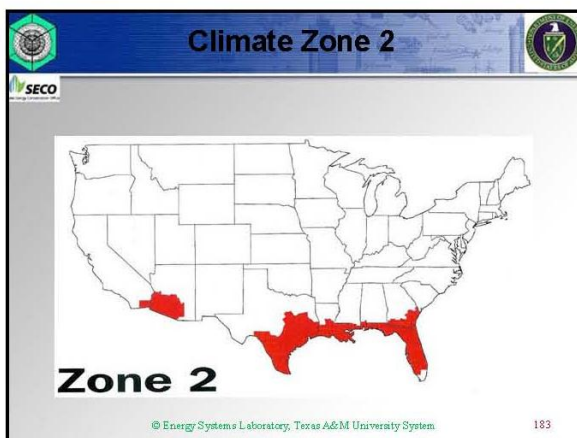 Climate Zone 2
SECO
Zone 2
© Energy Systems Laboratory, Texas A&M University System
183